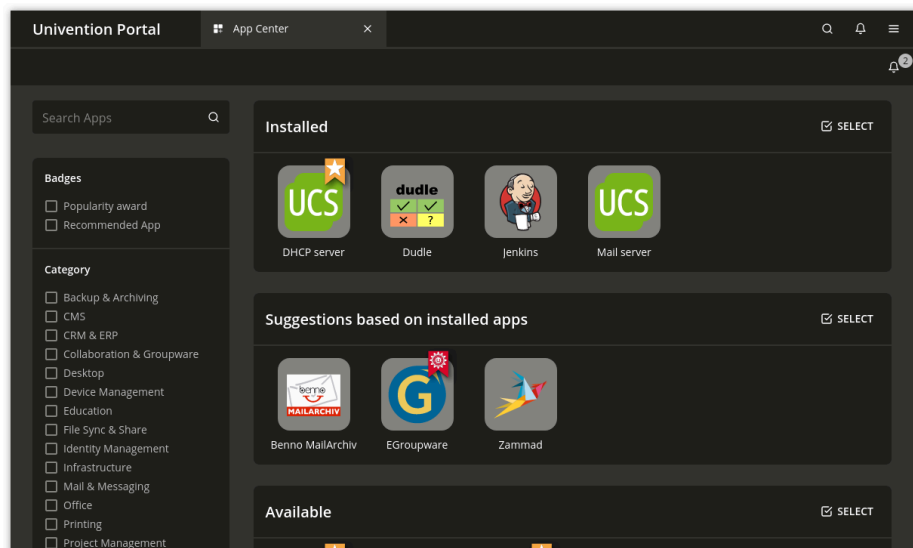 Univention Portal
App Center
2
Search Apps
Badges
Popularity award
Recommended App
Category
Backup & Archiving
CMS
CRM & ERP
Collaboration & Groupware
Desktop
Device Management
Education
File Sync & Share
Identity Management
Infrastructure
Mail & Messaging
Office
Printing
Project Management
Installed
SELECT
UCS
dudle
?
UCS
DHCP server
Dudle
Jenkins
Mail server
Suggestions based on installed apps
SELECT
benno
MAILARCHIV
G
Benno MailArchiv
EGroupware
Zammad
Available
SELECT